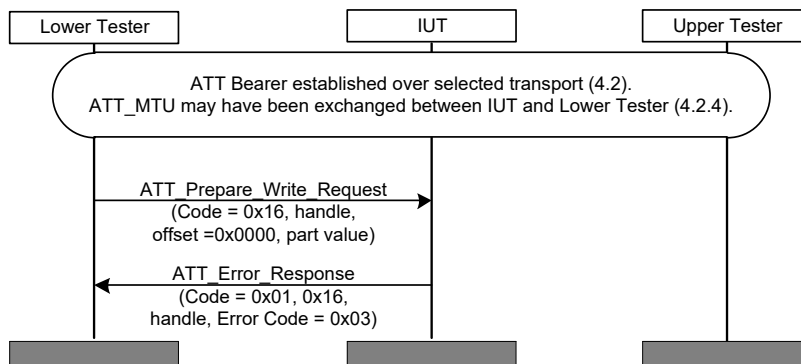 Lower Tester
IUT
Upper Tester
ATT Bearer established over selected transport (4.2).
ATT_MTU may have been exchanged between IUT and Lower Tester (4.2.4).
ATT_Prepare_Write_Request
(Code = 0x16, handle,
offset =0x0000, part value)
ATT_Error_Response
(Code = 0x01, 0x16,
handle, Error Code = 0x03)